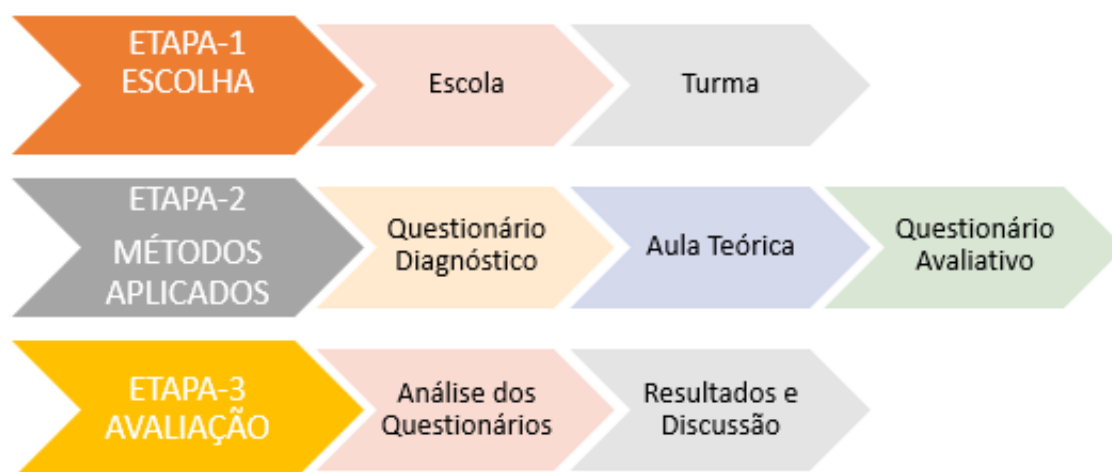 ETAPA-1
ESCOLHA
Escola
Turma
ETAPA-2
MÉTODOS
APLICADOS
Questionário
Diagnóstico
Aula Teórica
Questionário
Avaliativo
ETAPA-3
AVALIAÇÃO
Análise dos
Questionários
Resultados e
Discussão